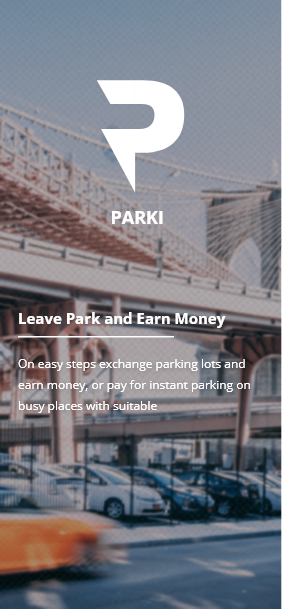 PARKI
Leave Park and Earn Money
On easy steps exchange parking lots and
earn money, or pay for instant parking on
busy places with suitable